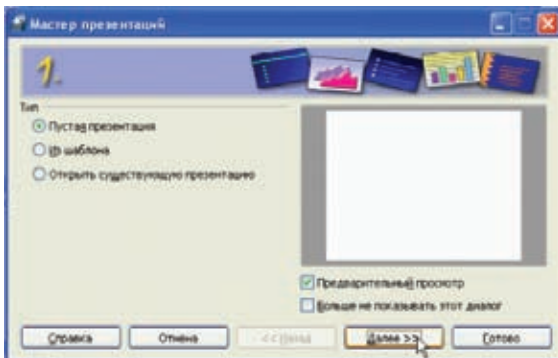 Мастер презентаций
1.
Тип
Пустая презентация
Из шаблона
Открыть существующую презентацию
Предварительный просмотр
Больше не показывать этот диалог
Справка
Отмена
<< Назад
Далее >>
Готово